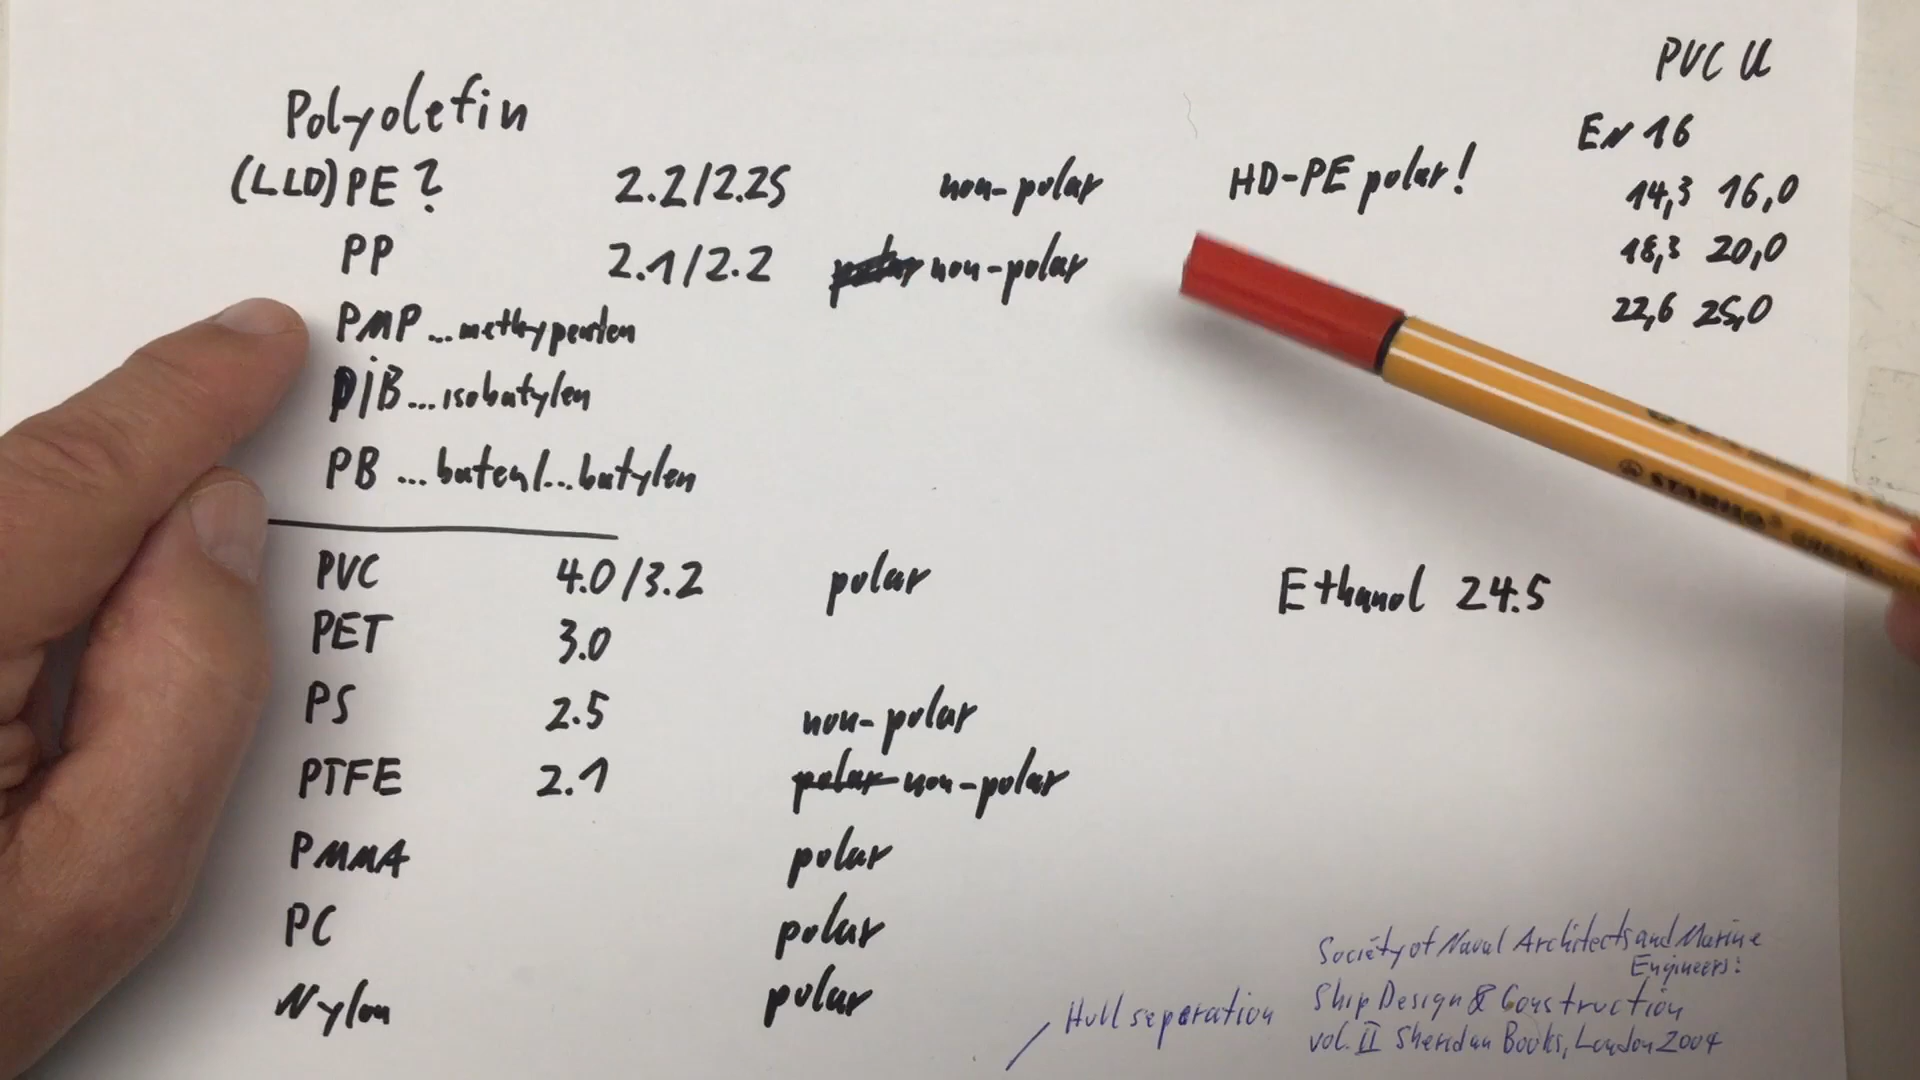 Polyolefin
(LLD)PE ? 2.2/2.25 non-polar HD-PE polar!
PP 2.1/2.2 polar non-polar
PMP ...methypenten
PiB ...isobutylen
PB ...buten/...butylen
PVC 4.0/3.2 polar
PET 3.0
PS 2.5 non-polar
PTFE 2.1 polar non-polar
PMMA polar
PC polar
Nylon polar
PVC U
EN 16
14,3 16,0
18,3 20,0
22,6 25,0
STABILO
Ethanol 24.5
Hull seperation
Society of Naval Architects and Marine
Engineers:
Ship Design & Construction
vol. II Sheridan Books, London 2004